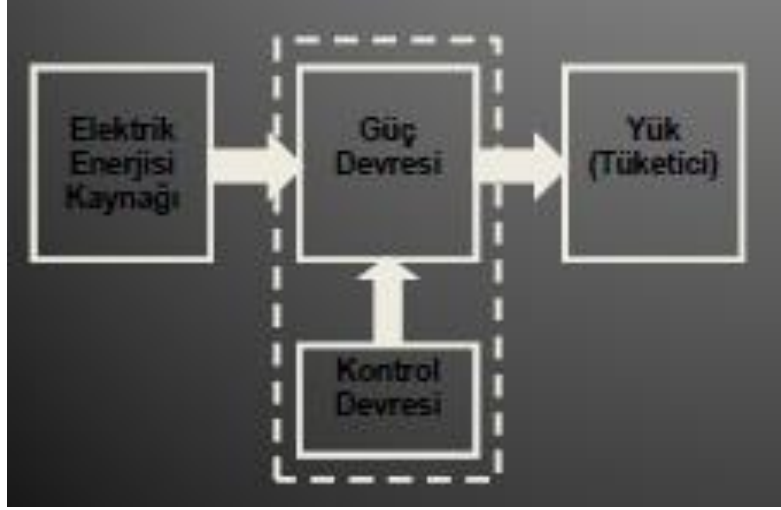 Elektrik
Enerjisi
Kaynağı
Güç
Devresi
Yük
(Tüketici)
Kontrol
Devresi